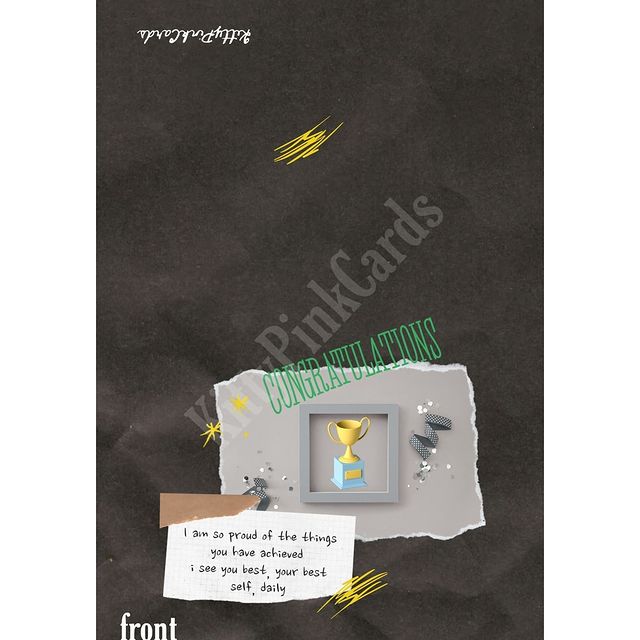 KittyPinkCards
KittyPinkCards
CONGRATULATIONS
I am so proud of the things
you have achieved
i see you best, your best
self, daily
front